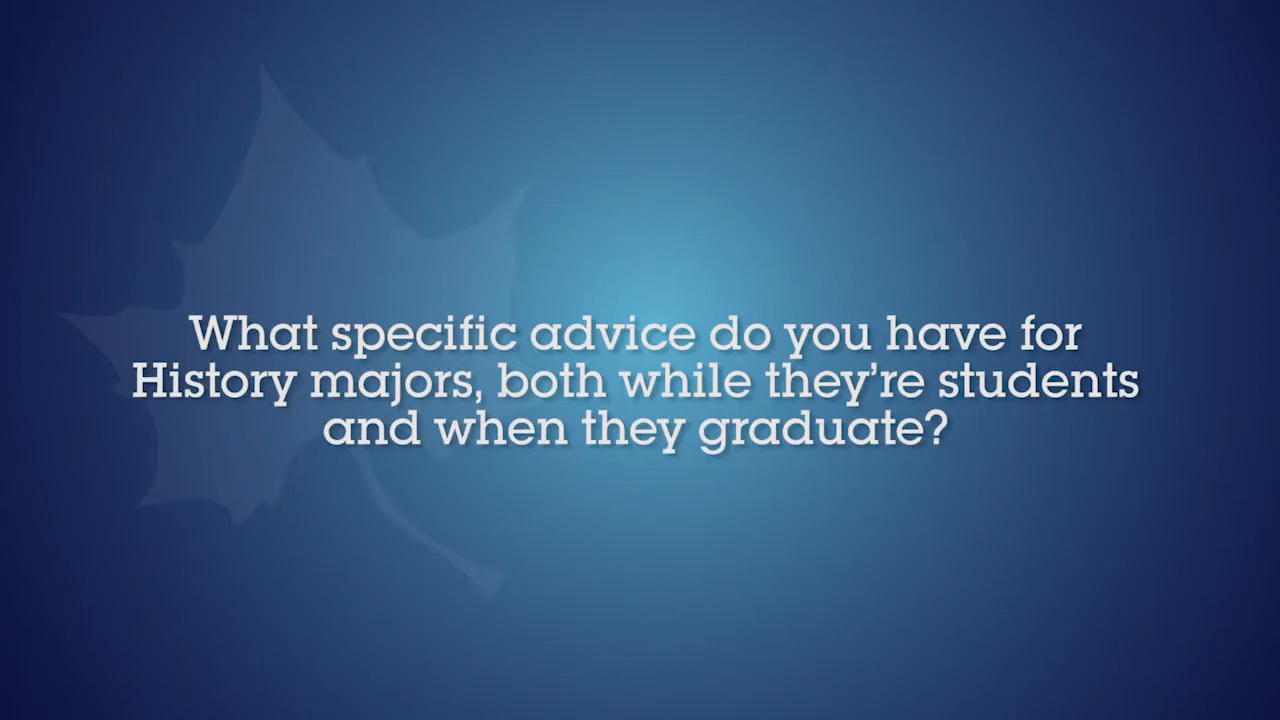 What specific advice do you have for
History majors, both while they’re students
and when they graduate?